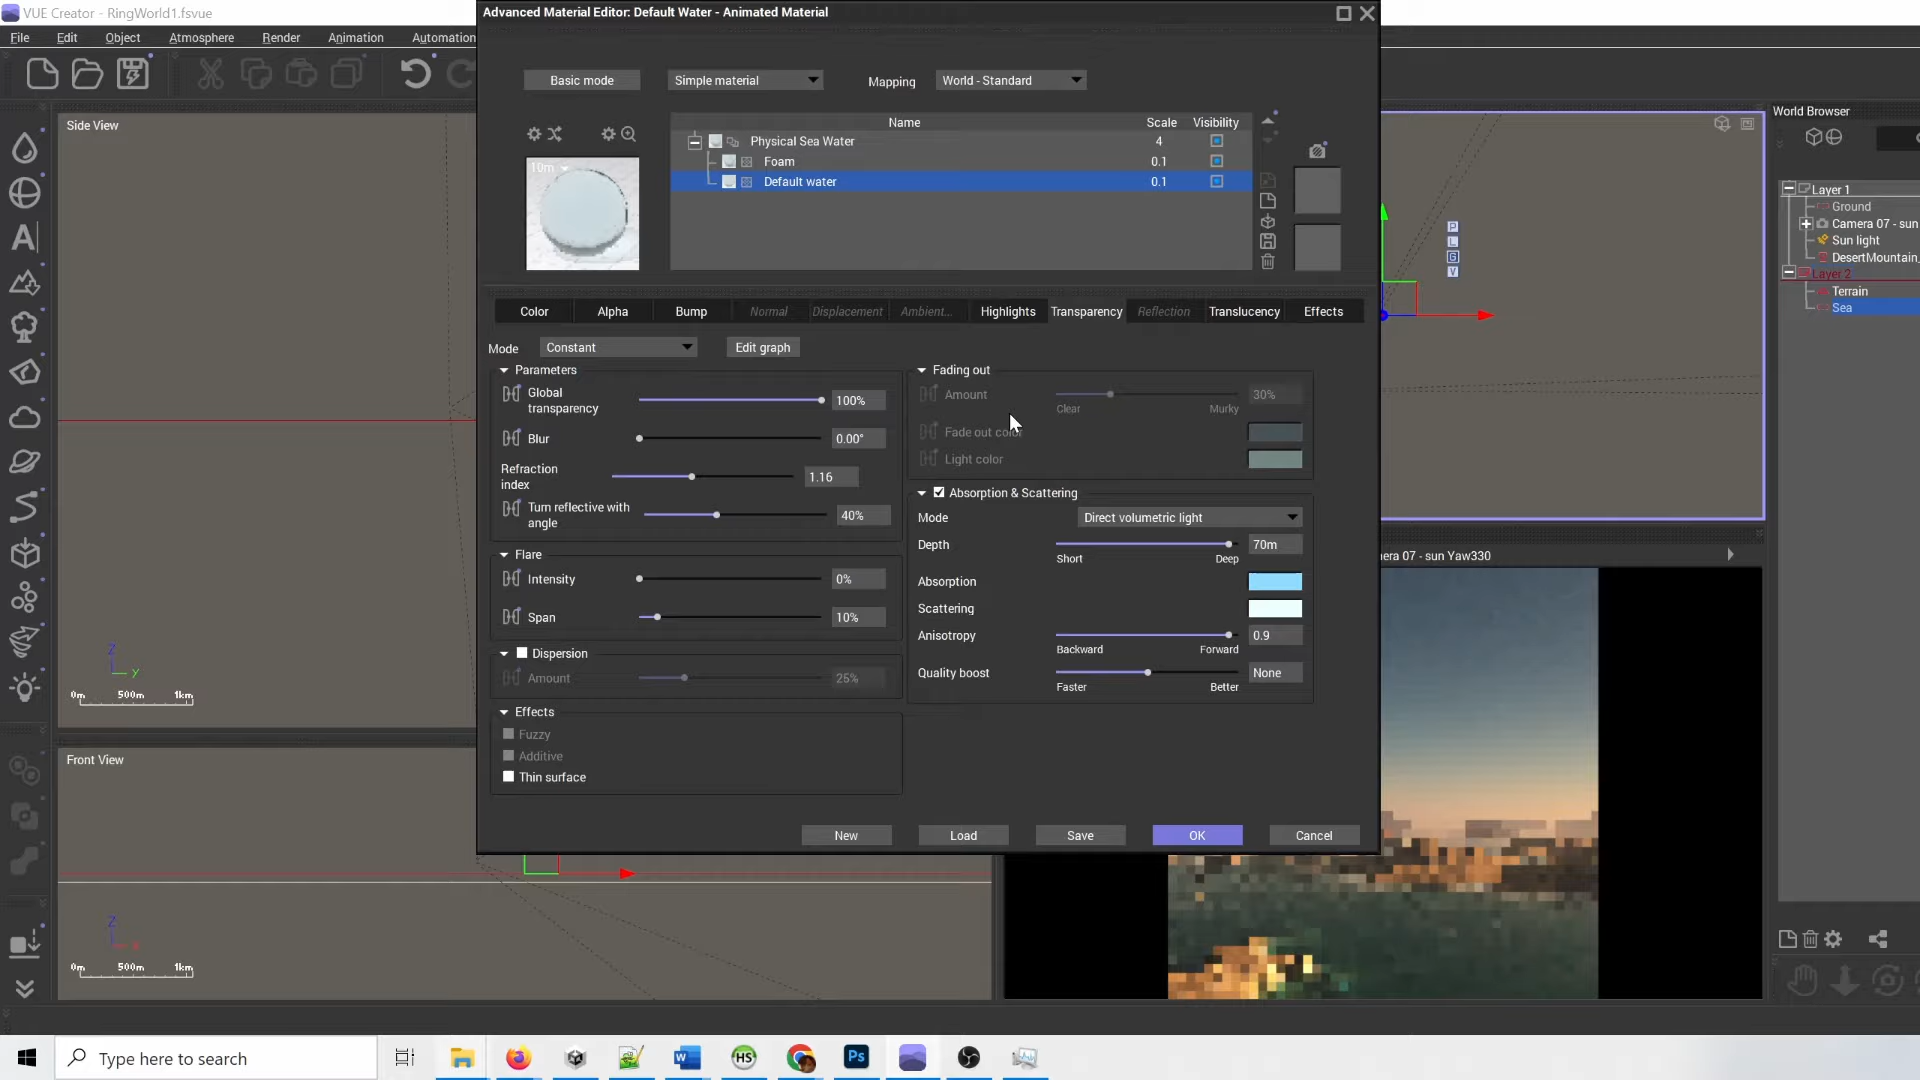 VUE Creator - RingWorld1.fsvue
Advanced Material Editor: Default Water - Animated Material
File Edit Object Atmosphere Render Animation Automation
Basic mode Simple material Mapping World - Standard
Side View
World Browser
Name Scale Visibility
Physical Sea Water 4
Foam 0.1
Default water 0.1
10m
Layer 1
Ground
Camera 07 - sun
Sun light
DesertMountain_
Layer 2
Terrain
Sea
P
L
G
V
Color Alpha Bump Normal Displacement Ambient... Highlights Transparency Reflection Translucency Effects
Mode Constant Edit graph
Parameters
Global
transparency 100%
Blur 0.00°
Refraction
index 1.16
Turn reflective with
angle 40%
Flare
Intensity 0%
Span 10%
Dispersion
Amount 25%
Effects
Fuzzy
Additive
Thin surface
Fading out
Amount 30%
Clear Murky
Fade out color
Light color
Absorption & Scattering
Mode Direct volumetric light
Depth 70m
Short Deep
Absorption
Scattering
Anisotropy 0.9
Backward Forward
Quality boost None
Faster Better
New Load Save OK Cancel
era 07 - sun Yaw330
Z
Y
0m 500m 1km
Front View
Z
0m 500m 1km
Type here to search
W
HS
Ps